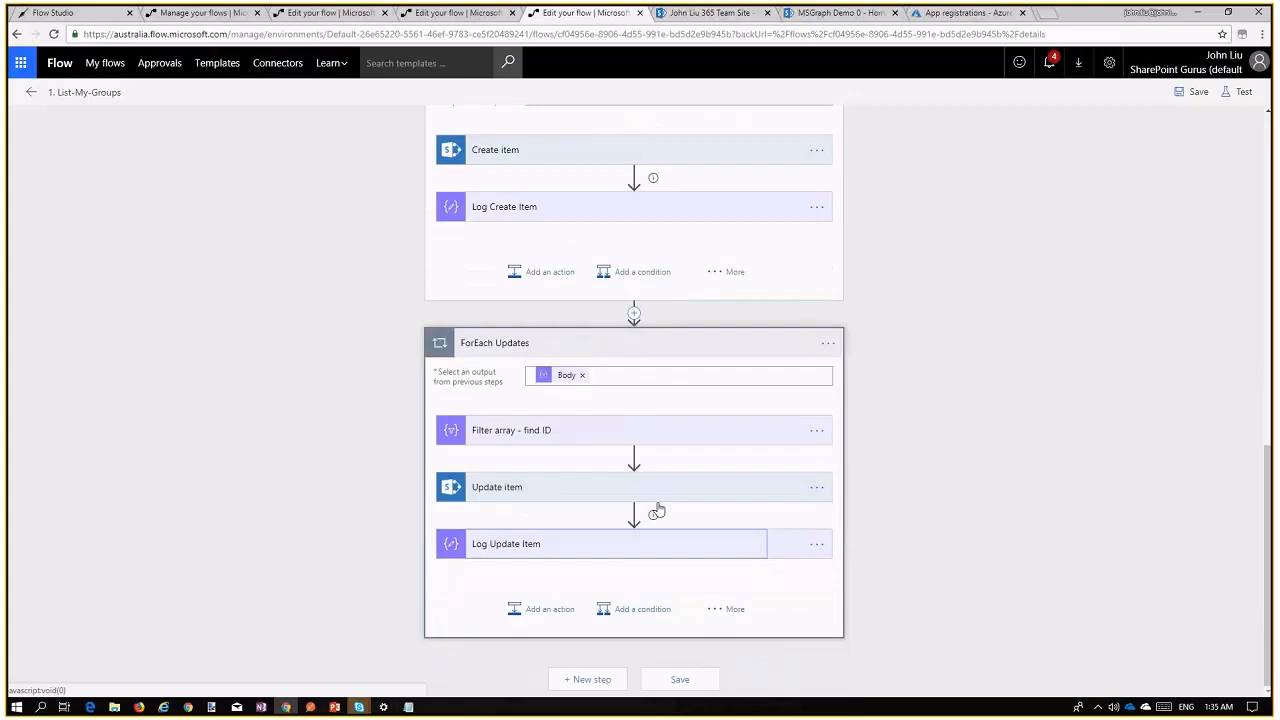 Flow Studio
Manage your flows | Mic
Edit your flow | Microsoft
Edit your flow | Microsoft
Edit your flow | Microsoft
John Liu 365 Team Site -
MSGraph Demo 0 - Hom
App registrations - Azure
https://australia.flow.microsoft.com/manage/environments/Default-26e65220-5561-46ef-9783-ce5f20489241/flows/cf04956e-8906-4d55-991e-bd5d2e9b945b?backUrl=%2Fflows%2Fcf04956e-8906-4d55-991e-bd5d2e9b945b%2Fdetails
Flow
My flows
Approvals
Templates
Connectors
Learn
Search templates ...
4
John Liu
SharePoint Gurus (default
1. List-My-Groups
Save
Test
Create item
Log Create Item
Add an action
Add a condition
More
ForEach Updates
*Select an output
from previous steps
Body
Filter array - find ID
Update item
Log Update Item
Add an action
Add a condition
More
+ New step
Save
avascript:void(0)
ENG
1:35 AM